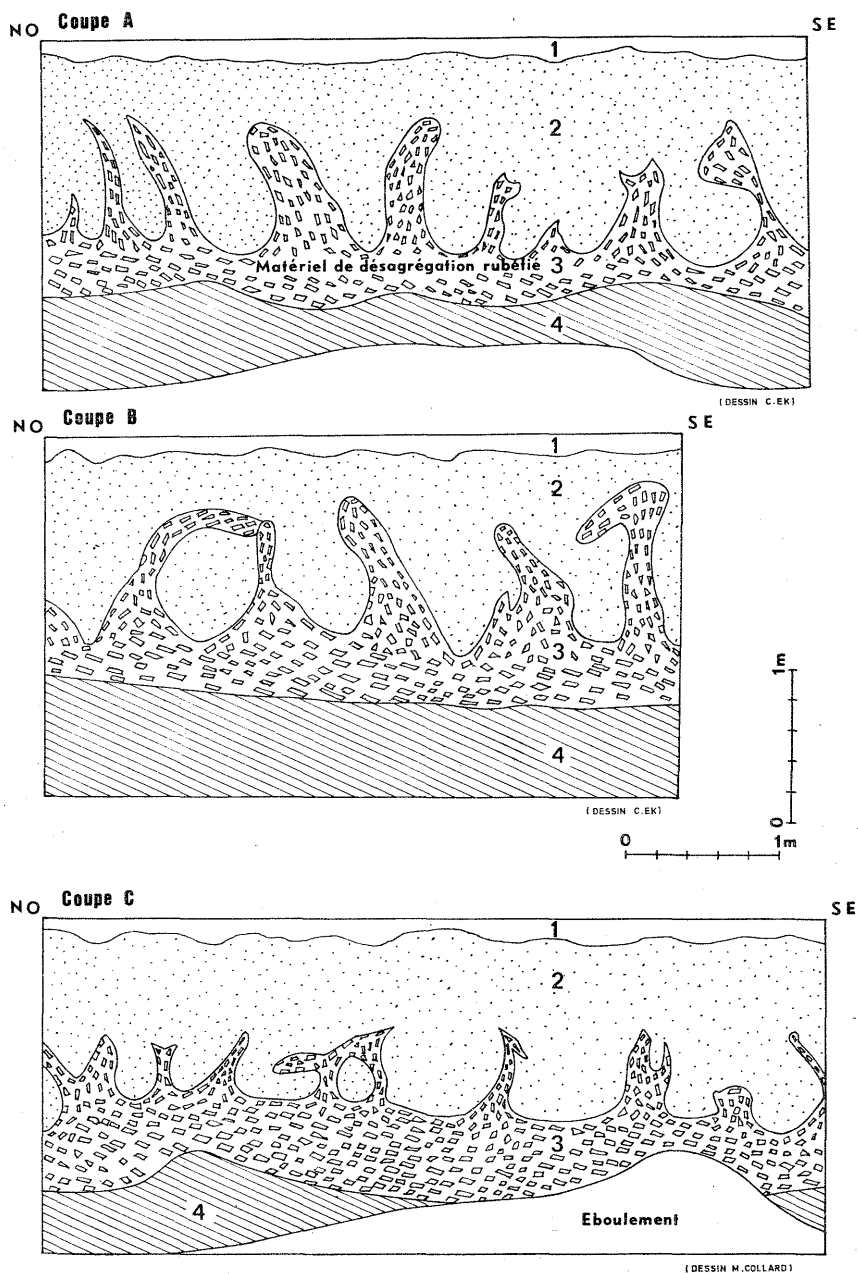 Coupe A
NO SE
1
2
Matériel de désagrégation rubéfié 3
4
(DESSIN C.EK)
Coupe B
NO SE
1
2
3
4
(DESSIN C.EK)
1m
0
0 1m
Coupe C
NO SE
1
2
3
4
Eboulement
(DESSIN M.COLLARD)